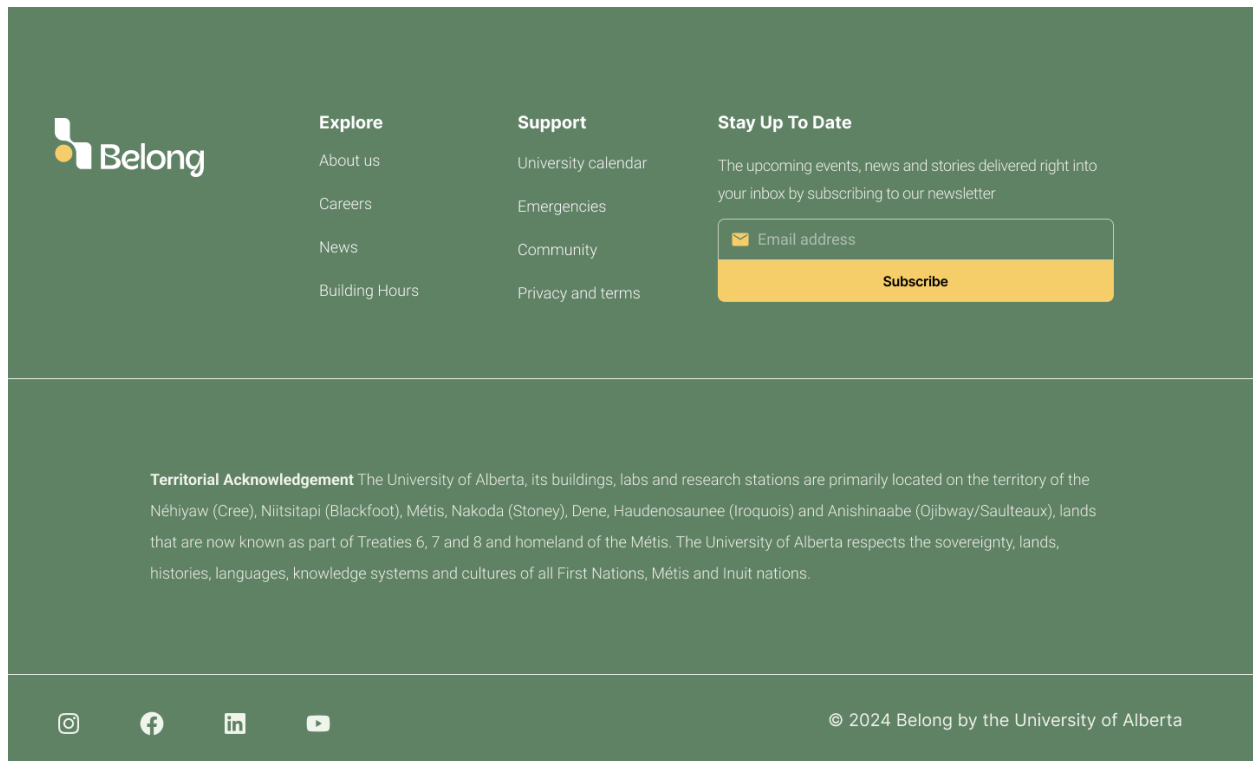 Belong
Explore
About us
Careers
News
Building Hours
Support
University calendar
Emergencies
Community
Privacy and terms
Stay Up To Date
The upcoming events, news and stories delivered right into
your inbox by subscribing to our newsletter
Email address
Subscribe
Territorial Acknowledgement The University of Alberta, its buildings, labs and research stations are primarily located on the territory of the
Néhiyaw (Cree), Niitsitapi (Blackfoot), Métis, Nakoda (Stoney), Dene, Haudenosaunee (Iroquois) and Anishinaabe (Ojibway/Saulteaux), lands
that are now known as part of Treaties 6, 7 and 8 and homeland of the Métis. The University of Alberta respects the sovereignty, lands,
histories, languages, knowledge systems and cultures of all First Nations, Métis and Inuit nations.
© 2024 Belong by the University of Alberta